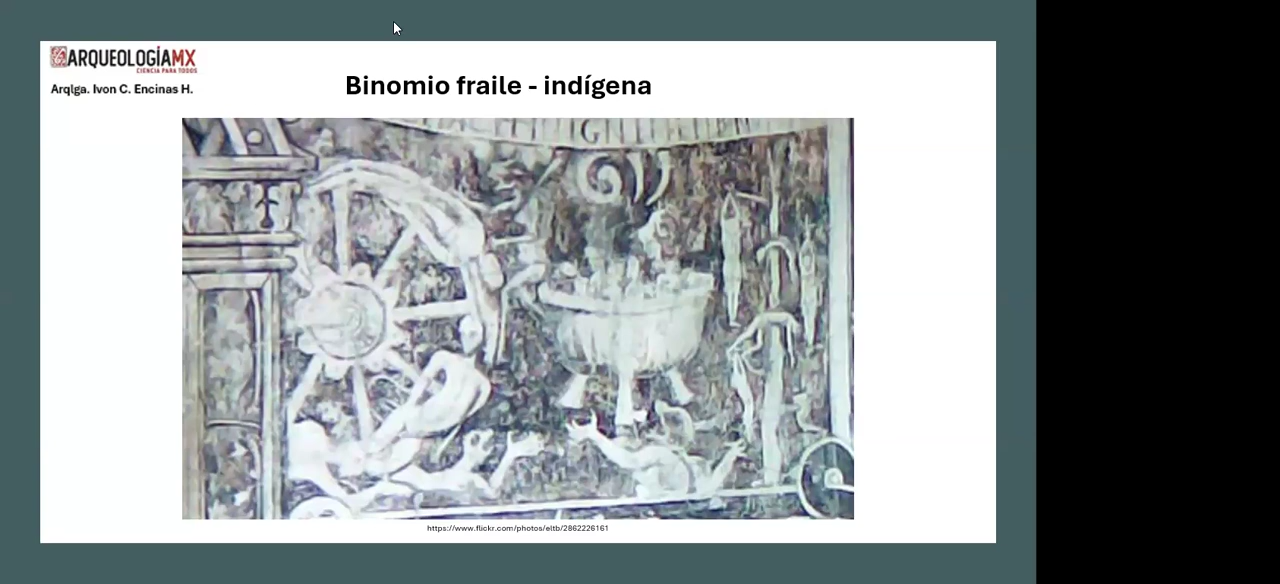 ARQUEOLOGÍAMX
CIENCIA PARA TODOS
Arqlga. Ivon C. Encinas H.
Binomio fraile - indígena
https://www.flickr.com/photos/eltb/2862226161